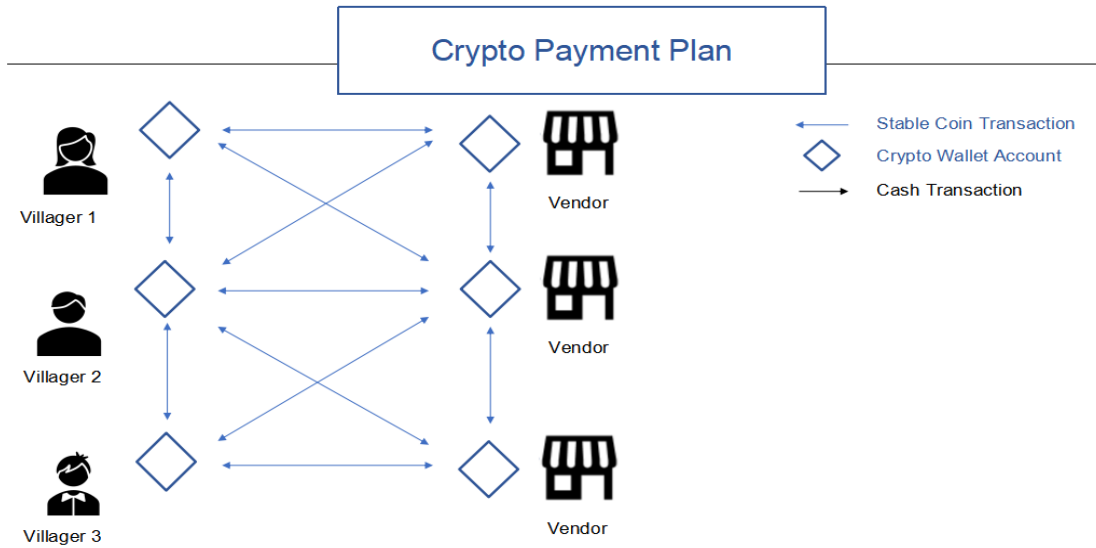 Crypto Payment Plan
Stable Coin Transaction
Crypto Wallet Account
Cash Transaction
Villager 1
Vendor
Villager 2
Vendor
Villager 3
Vendor